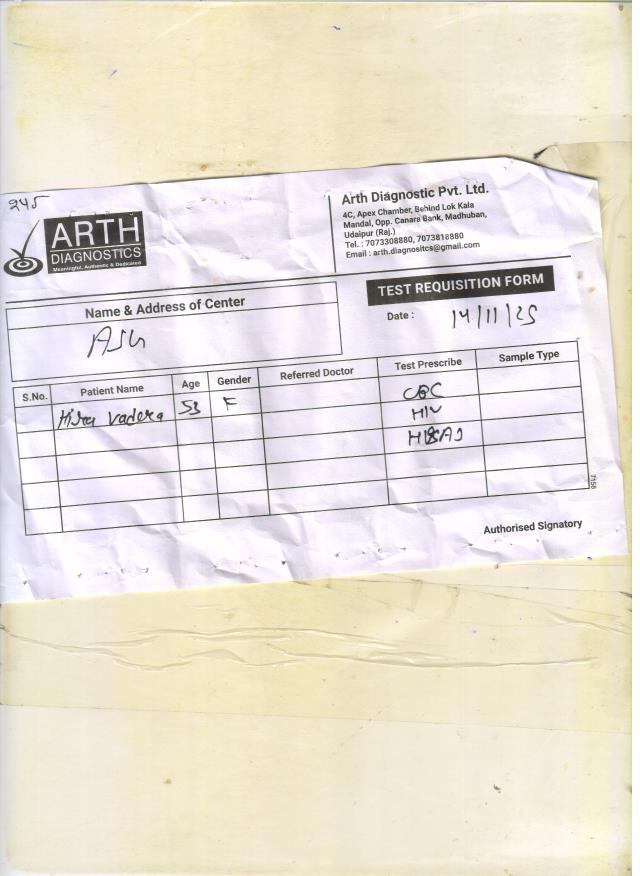 245
ARTH
DIAGNOSTICS
Meaningful, Authentic & Dedicated
Arth Diagnostic Pvt. Ltd.
4C, Apex Chamber, Behind Lok Kala
Mandal, Opp. Canara Bank, Madhuban,
Udaipur (Raj.)
Tel. : 7073308880, 7073818880
Email : arth.diagnositcs@gmail.com
TEST REQUISITION FORM
Date : 14/11/25
Name & Address of Center
S.No. Patient Name Age Gender Referred Doctor Test Prescribe Sample Type
Hira Vadera 53 F CBC
HIV
HBSAg
7156
Authorised Signatory